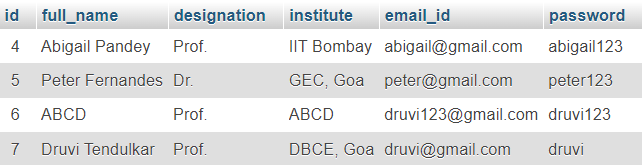 id full_name designation institute email_id password
4 Abigail Pandey Prof. IIT Bombay abigail@gmail.com abigail123
5 Peter Fernandes Dr. GEC, Goa peter@gmail.com peter123
6 ABCD Prof. ABCD druvi123@gmail.com druvi123
7 Druvi Tendulkar Prof. DBCE, Goa druvi@gmail.com druvi